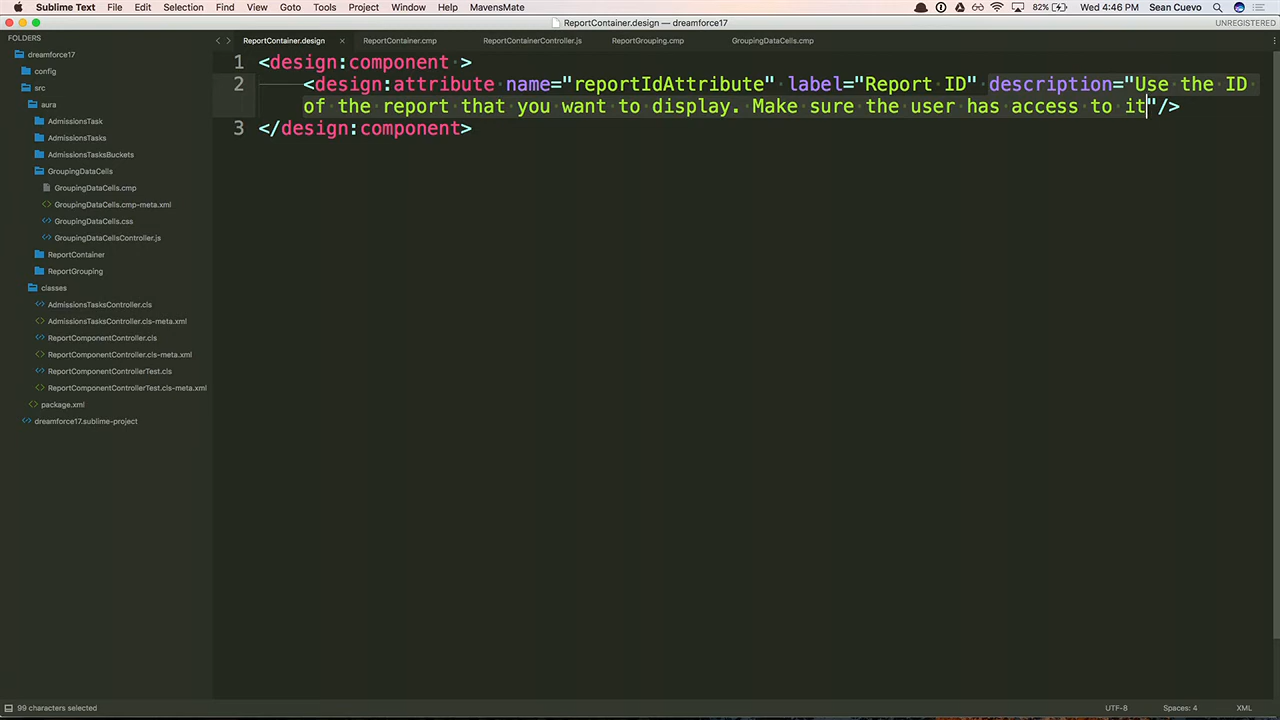 Sublime Text File Edit Selection Find View Goto Tools Project Window Help MavensMate 82% Wed 4:46 PM Sean Cuevo
ReportContainer.design — dreamforce17 UNREGISTERED
FOLDERS
dreamforce17
config
src
aura
AdmissionsTask
AdmissionsTasks
AdmissionsTasksBuckets
GroupingDataCells
GroupingDataCells.cmp
GroupingDataCells.cmp-meta.xml
GroupingDataCells.css
GroupingDataCellsController.js
ReportContainer
ReportGrouping
classes
AdmissionsTasksController.cls
AdmissionsTasksController.cls-meta.xml
ReportComponentController.cls
ReportComponentController.cls-meta.xml
ReportComponentControllerTest.cls
ReportComponentControllerTest.cls-meta.xml
package.xml
dreamforce17.sublime-project
ReportContainer.design × ReportContainer.cmp ReportContainerController.js ReportGrouping.cmp GroupingDataCells.cmp
1 <design:component >
2 <design:attribute name="reportIdAttribute" label="Report ID" description="Use the ID
of the report that you want to display. Make sure the user has access to it"/>
3 </design:component>
99 characters selected UTF-8 Spaces: 4 XML